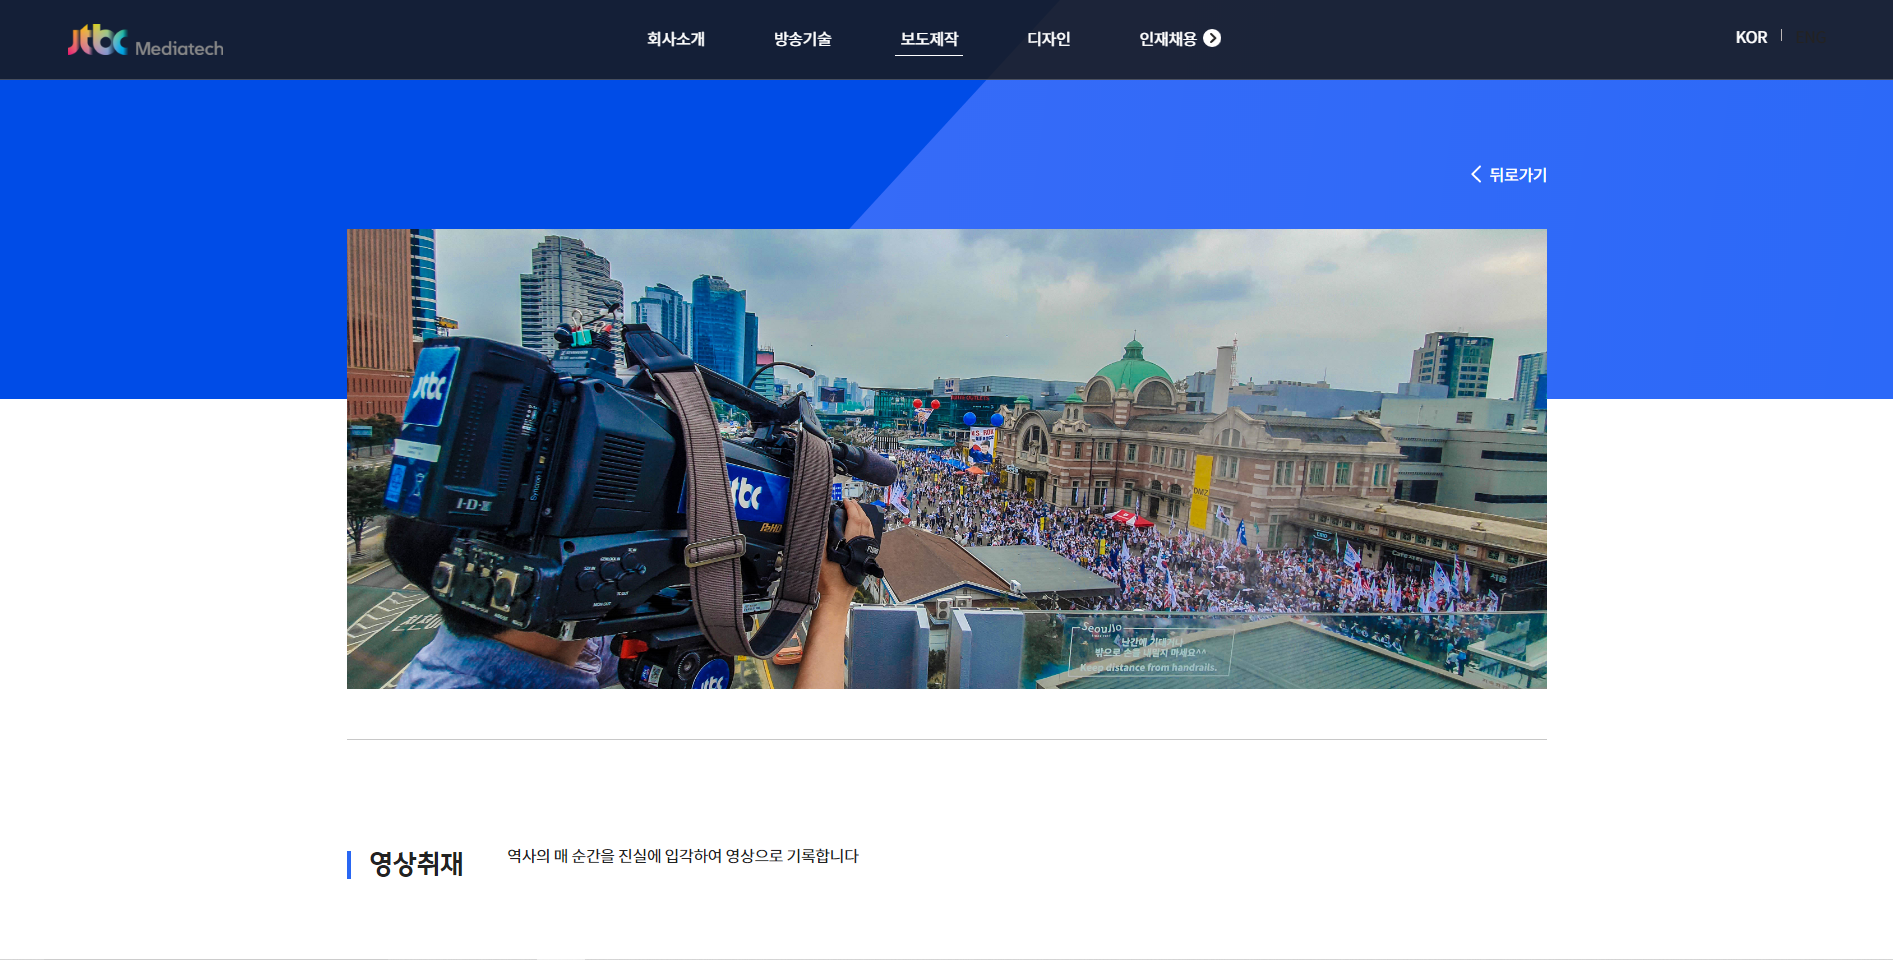 jtbc Mediatech
회사소개
방송기술
보도제작
디자인
인재채용
KOR
뒤로가기
jtbc
I-D-X
jtbc
DMZ
jtbc
Seoullo
난간에 기대거나
밖으로 손을 내밀지 마세요^^
Keep distance from handrails.
영상취재
역사의 매 순간을 진실에 입각하여 영상으로 기록합니다